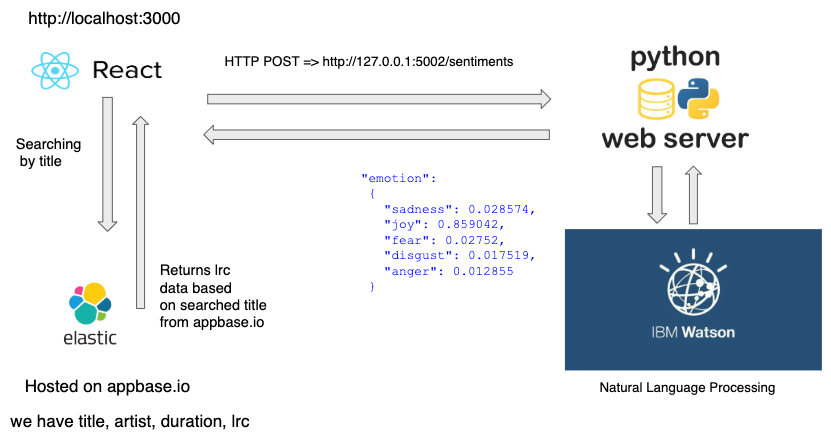 http://localhost:3000
React
HTTP POST => http://127.0.0.1:5002/sentiments
python
web server
Searching
by title
"emotion":
{
"sadness": 0.028574,
"joy": 0.859042,
"fear": 0.02752,
"disgust": 0.017519,
"anger": 0.012855
}
Returns lrc
data based
on searched title
from appbase.io
elastic
IBM Watson
Hosted on appbase.io
Natural Language Processing
we have title, artist, duration, lrc